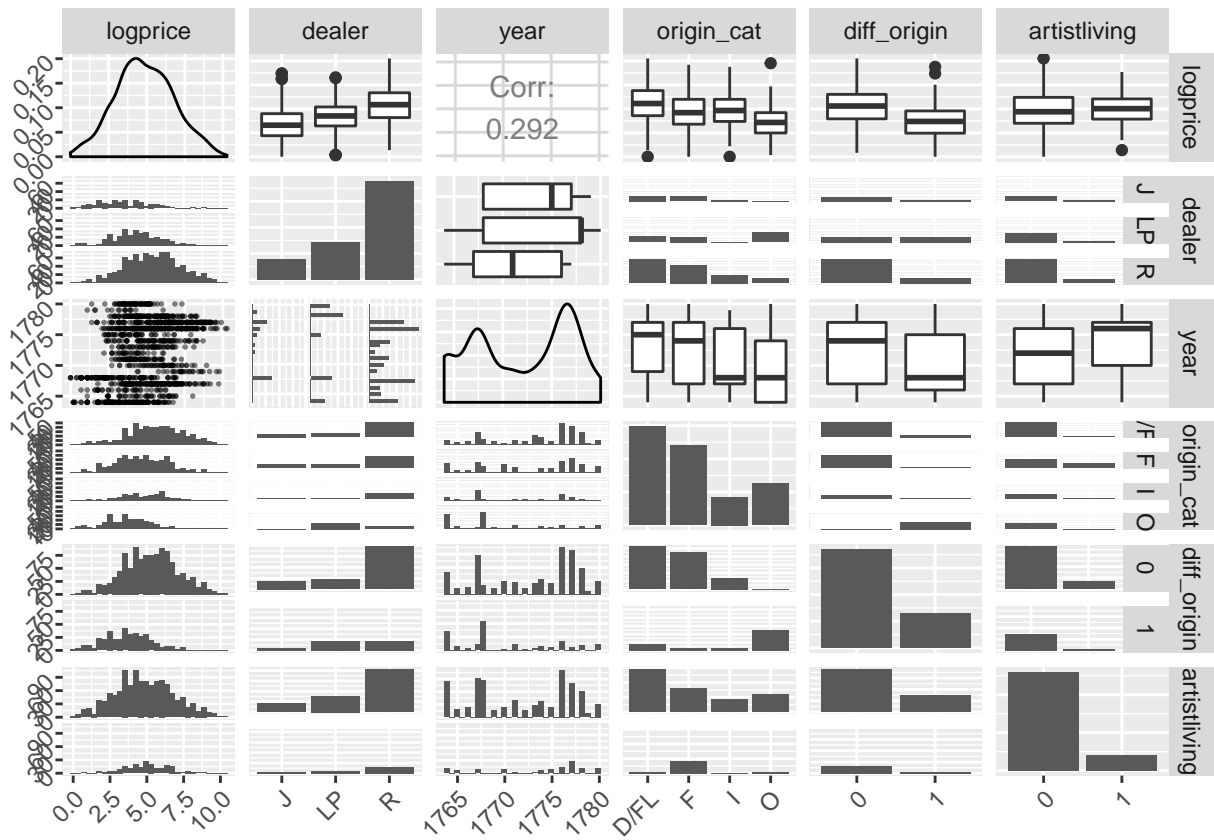 logprice dealer year origin_cat diff_origin artistliving
0.20
0.15
0.10
0.05
0.00
Corr:
0.292
logprice
J
LP
R
dealer
1780
1775
1770
1765
year
/F
F
I
O
origin_cat
0
1
diff_origin
artistliving
0.0 2.5 5.0 7.5 10.0 J LP R 1765 1770 1775 1780 D/FL F I O 0 1 0 1